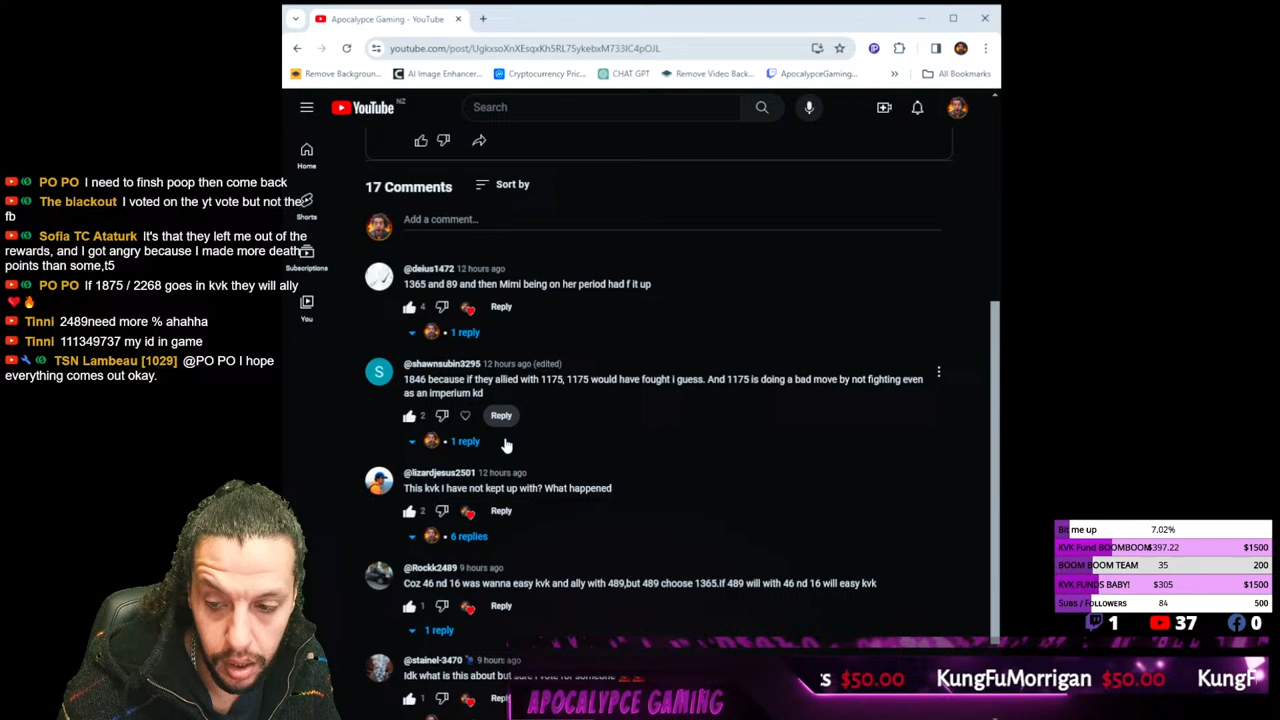 Apocalypce Gaming - YouTube
youtube.com/post/UgkxsoXnXEsqxKh5RL75ykebxM733IC4pOJL
Remove Backgroun...
AI Image Enhancer...
Cryptocurrency Pric...
CHAT GPT
Remove Video Back...
ApocalypceGaming...
All Bookmarks
YouTube NZ
Search
Home
Shorts
Subscriptions
You
17 Comments
Sort by
Add a comment...
@deius1472 12 hours ago
1365 and 89 and then Mimi being on her period had f it up
4
Reply
1 reply
@shawnsubin3295 12 hours ago (edited)
1846 because if they allied with 1175, 1175 would have fought i guess. And 1175 is doing a bad move by not fighting even
as an imperium kd
2
Reply
1 reply
@lizardjesus2501 12 hours ago
This kvk I have not kept up with? What happened
2
Reply
6 replies
@Rockk2489 9 hours ago
Coz 46 nd 16 was wanna easy kvk and ally with 489,but 489 choose 1365.If 489 will with 46 nd 16 will easy kvk
1
Reply
1 reply
@stainel-3470 9 hours ago
Idk what is this about but sure I vote for someone
1
Reply
PO PO I need to finsh poop then come back
The blackout I voted on the yt vote but not the
fb
Sofia TC Ataturk It's that they left me out of the
rewards, and I got angry because I made more death
points than some,t5
PO PO If 1875 / 2268 goes in kvk they will ally
Tinni 2489need more % ahahha
Tinni 111349737 my id in game
TSN Lambeau [1029] @PO PO I hope
everything comes out okay.
Bit me up 7.02%
KVK Fund BOOMBOOM $397.22 $1500
BOOM BOOM TEAM 35 200
KVK FUNDS BABY! $305 $1500
Subs / FOLLOWERS 84 500
1
37
0
$50.00 KungFuMorrigan $50.00 KungF
APOCALYPCE GAMING